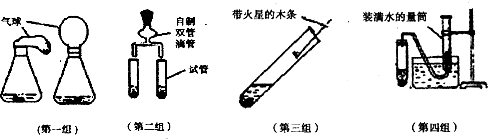 气球
自制
双管
滴管
试管
带火星的木条
装满水的量筒
(第一组)
(第二组)
(第三组)
(第四组)